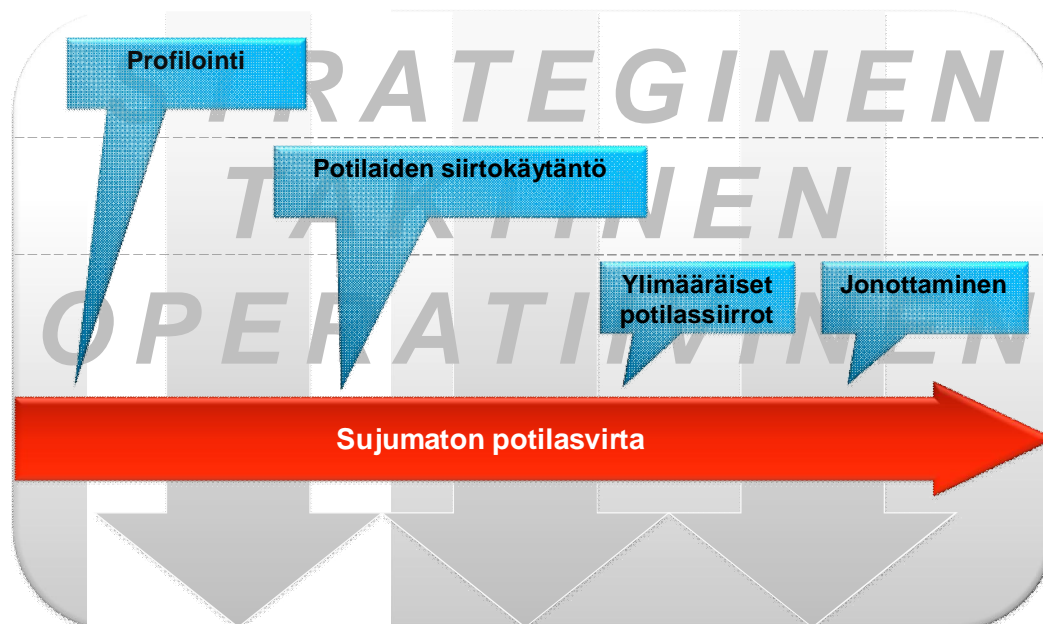 Profilointi
STRATEGINEN
Potilaiden siirtokäytäntö
TAKTINEN
Ylimääräiset
potilassiirrot
Jonottaminen
OPERATIIVINEN
Sujumaton potilasvirta